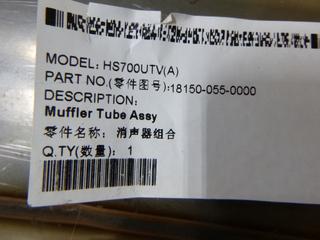 MODEL: HS700UTV(A)
PART NO.(零件图号):18150-055-0000
DESCRIPTION:
Muffler Tube Assy
零件名称: 消声器组合
Q.TY(数量): 1